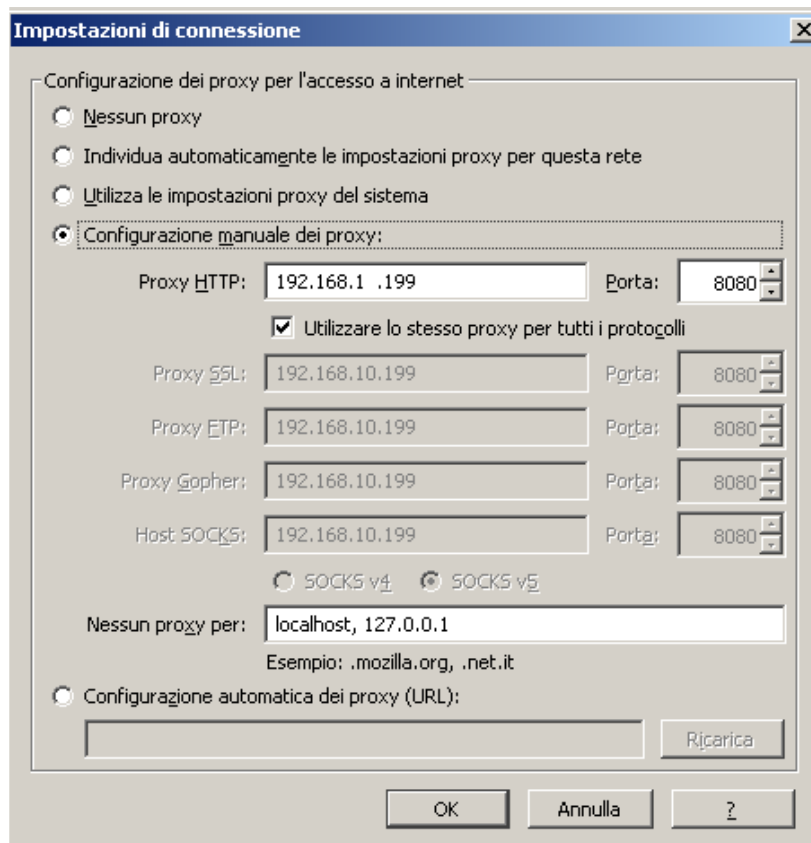 Impostazioni di connessione
Configurazione dei proxy per l'accesso a internet
Nessun proxy
Individua automaticamente le impostazioni proxy per questa rete
Utilizza le impostazioni proxy del sistema
Configurazione manuale dei proxy:
Proxy HTTP: 192.168.1 .199 Porta: 8080
Utilizzare lo stesso proxy per tutti i protocolli
Proxy SSL: 192.168.10.199 Porta: 8080
Proxy FTP: 192.168.10.199 Porta: 8080
Proxy Gopher: 192.168.10.199 Porta: 8080
Host SOCKS: 192.168.10.199 Porta: 8080
SOCKS v4 SOCKS v5
Nessun proxy per: localhost, 127.0.0.1
Esempio: .mozilla.org, .net.it
Configurazione automatica dei proxy (URL):
Ricarica
OK Annulla ?